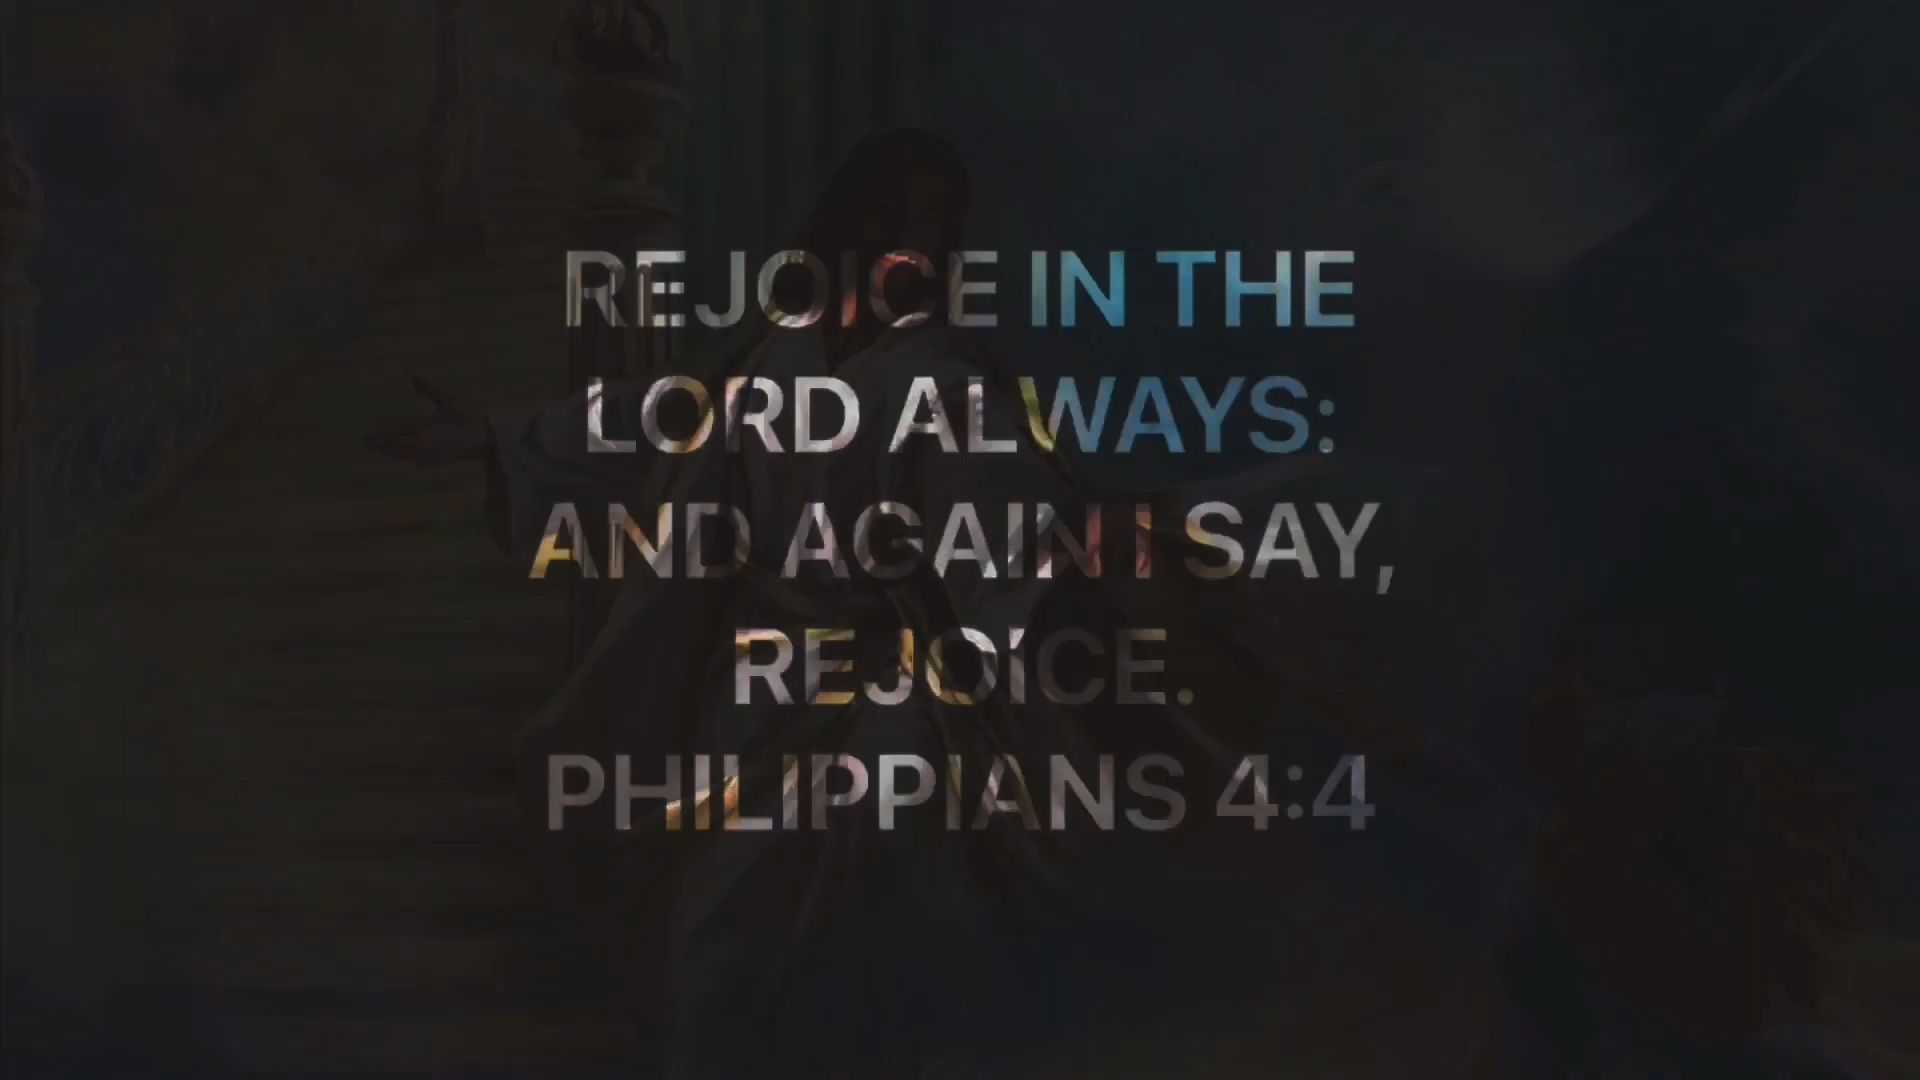 REJOICE IN THE
LORD ALWAYS:
AND AGAIN I SAY,
REJOICE.
PHILIPPIANS 4:4